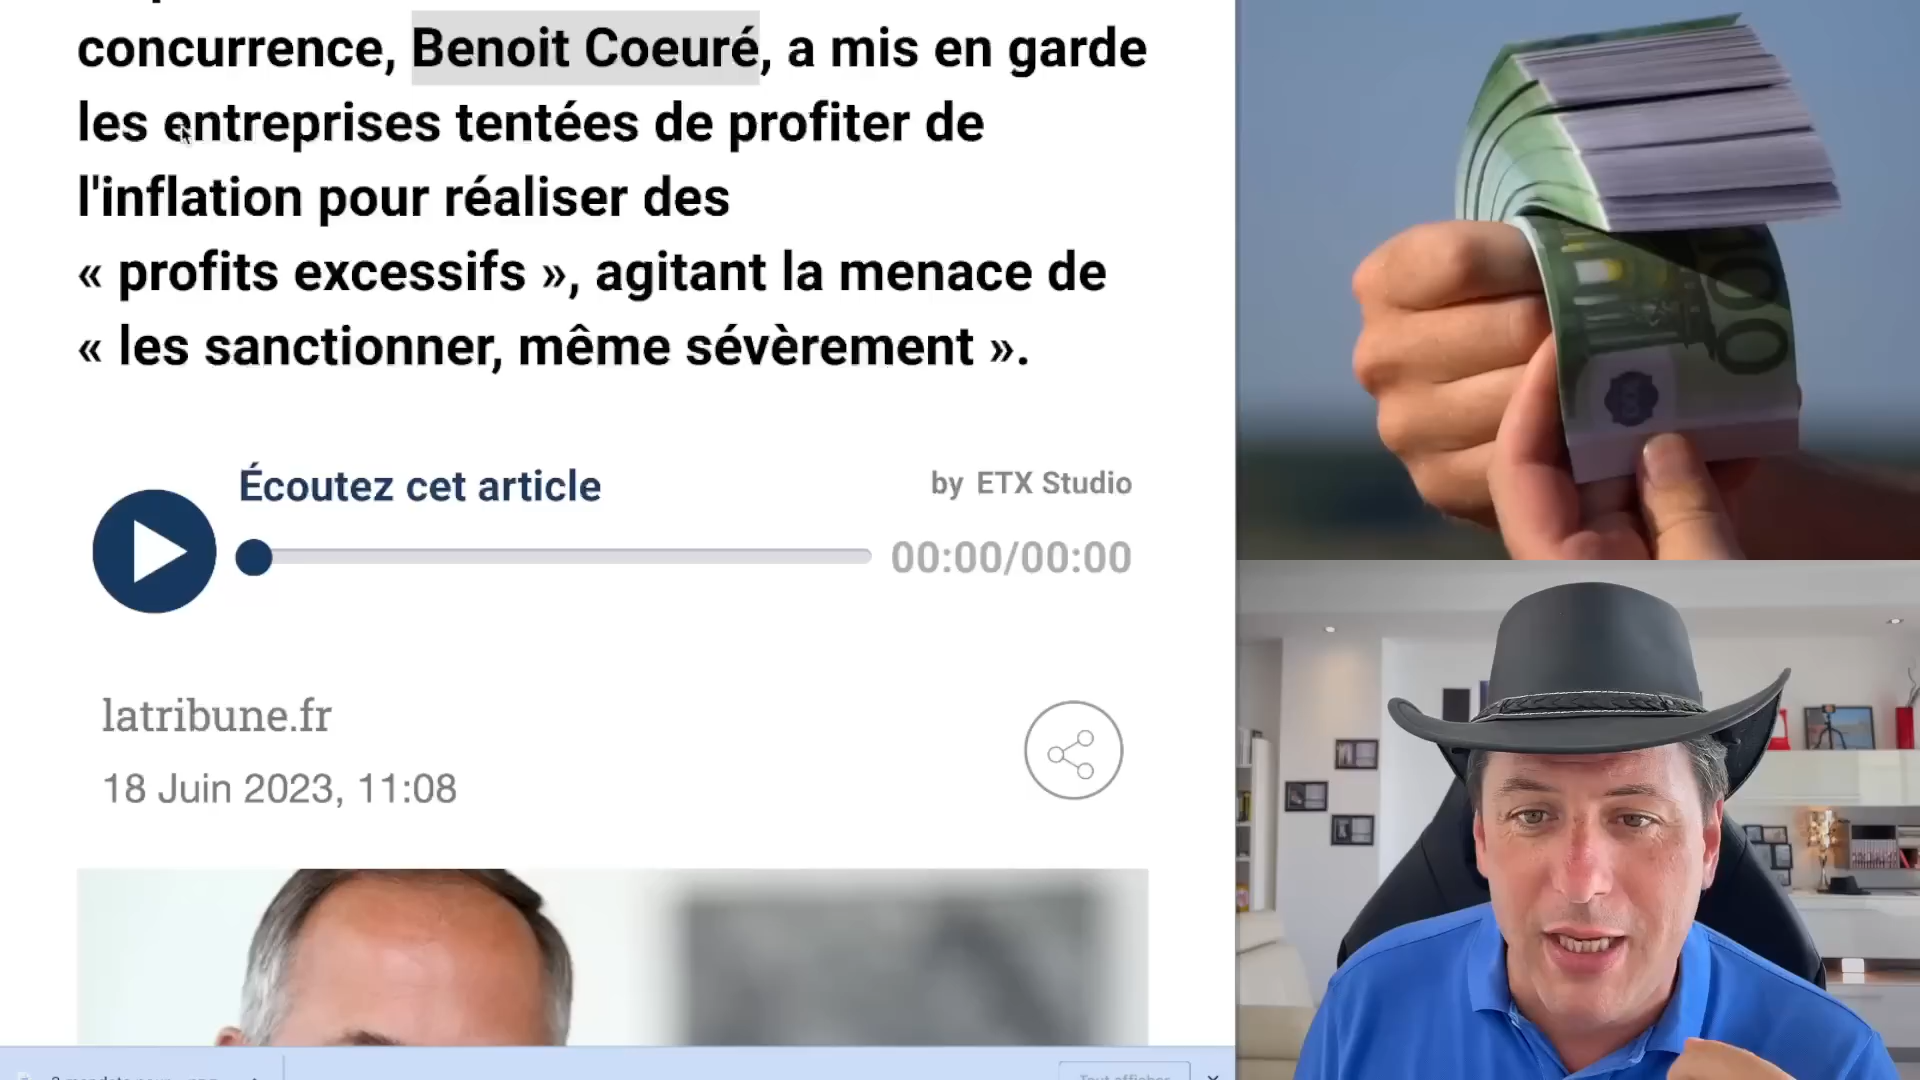 concurrence, Benoit Coeuré, a mis en garde
les entreprises tentées de profiter de
l'inflation pour réaliser des
« profits excessifs », agitant la menace de
« les sanctionner, même sévèrement ».
Écoutez cet article
by ETX Studio
00:00/00:00
latribune.fr
18 Juin 2023, 11:08
100